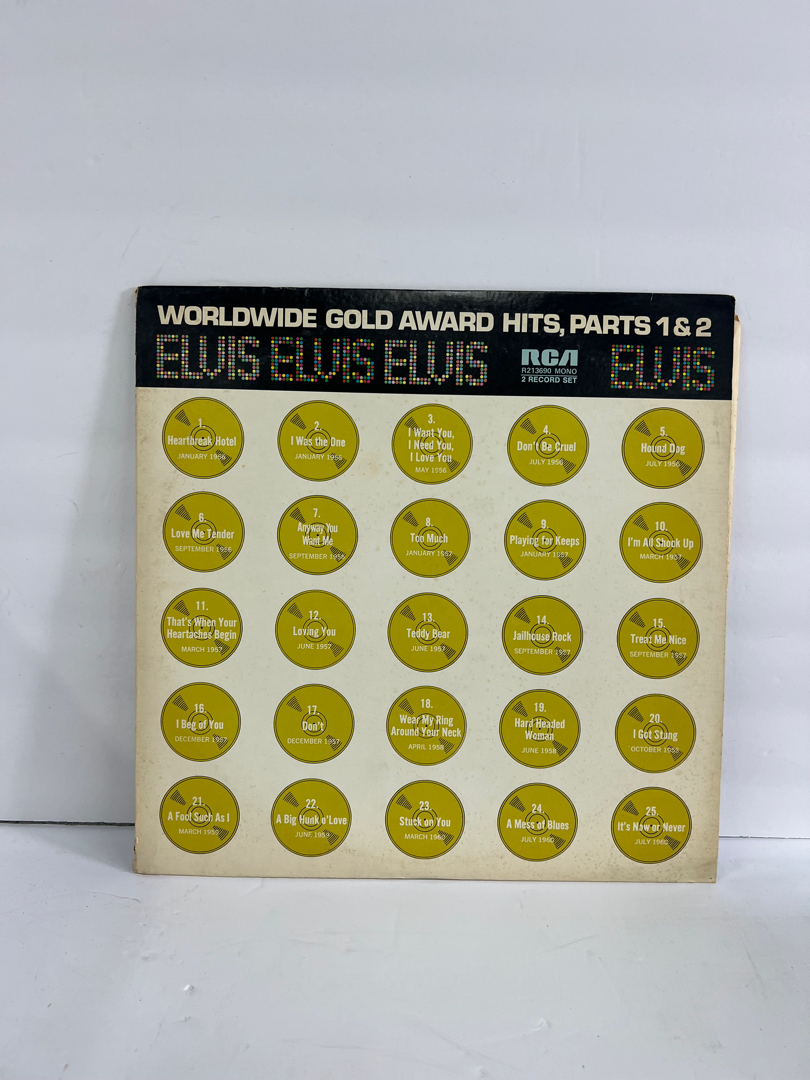 WORLDWIDE GOLD AWARD HITS, PARTS 1 & 2
ELVIS ELVIS ELVIS
RCA
R213690 MONO
2 RECORD SET
ELVIS
1.
Heartbreak Hotel
JANUARY 1956
2.
I Was the One
JANUARY 1956
3.
I Want You,
I Need You,
I Love You
MAY 1956
4.
Don't Be Cruel
JULY 1956
5.
Hound Dog
JULY 1956
6.
Love Me Tender
SEPTEMBER 1956
7.
Anyway You
Want Me
SEPTEMBER 1956
8.
Too Much
JANUARY 1957
9.
Playing for Keeps
JANUARY 1957
10.
I'm All Shook Up
MARCH 1957
11.
That's When Your
Heartaches Begin
MARCH 1957
12.
Loving You
JUNE 1957
13.
Teddy Bear
JUNE 1957
14.
Jailhouse Rock
SEPTEMBER 1957
15.
Treat Me Nice
SEPTEMBER 1957
16.
I Beg of You
DECEMBER 1957
17.
Don't
DECEMBER 1957
18.
Wear My Ring
Around Your Neck
APRIL 1958
19.
Hard Headed
Woman
JUNE 1958
20.
I Got Stung
OCTOBER 1958
21.
A Fool Such As I
MARCH 1959
22.
A Big Hunk o' Love
JUNE 1959
23.
Stuck on You
MARCH 1960
24.
A Mess of Blues
JULY 1960
25.
It's Now or Never
JULY 1960